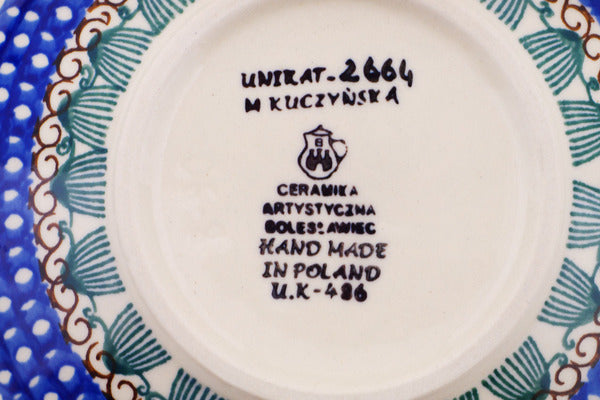 UNIKAT-2664
M KUCZYŃSKA
CERAMIKA
ARTYSTYCZNA
BOLESŁAWIEC
HAND MADE
IN POLAND
U.K-486